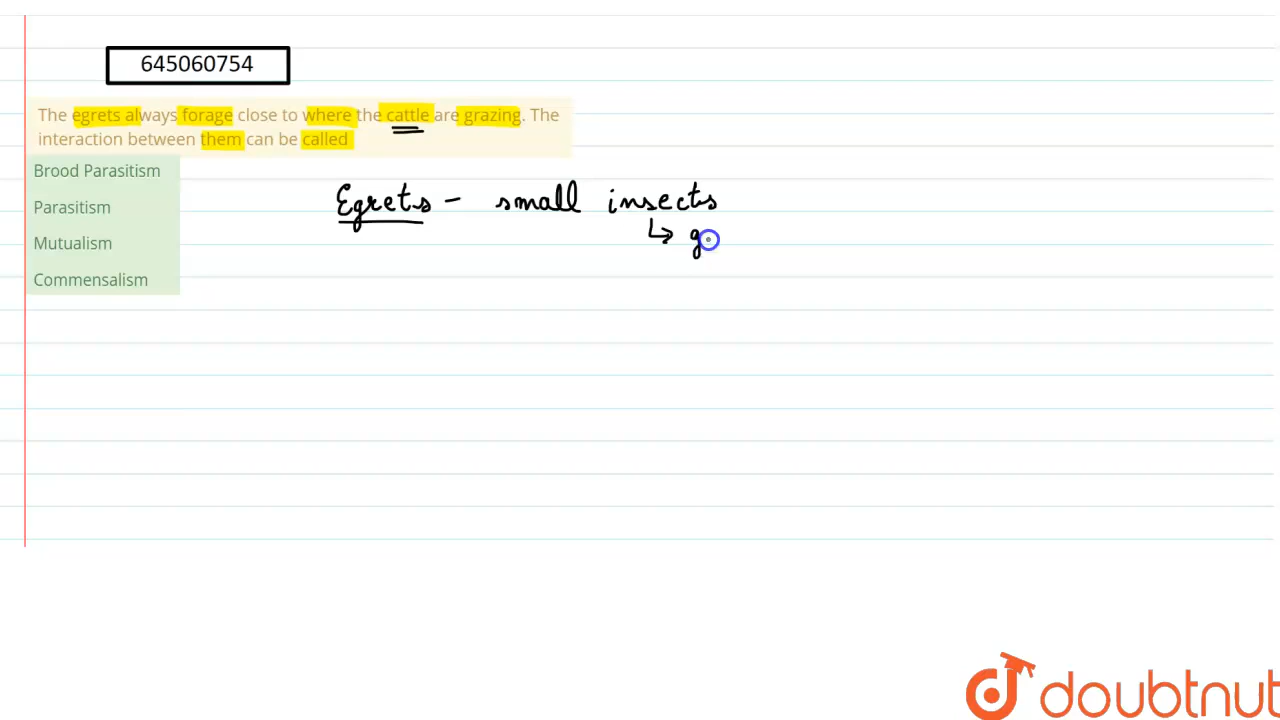 645060754
The egrets always forage close to where the cattle are grazing. The
interaction between them can be called
Brood Parasitism
Parasitism
Mutualism
Commensalism
Egrets - small insects
↳ g
doubtnut